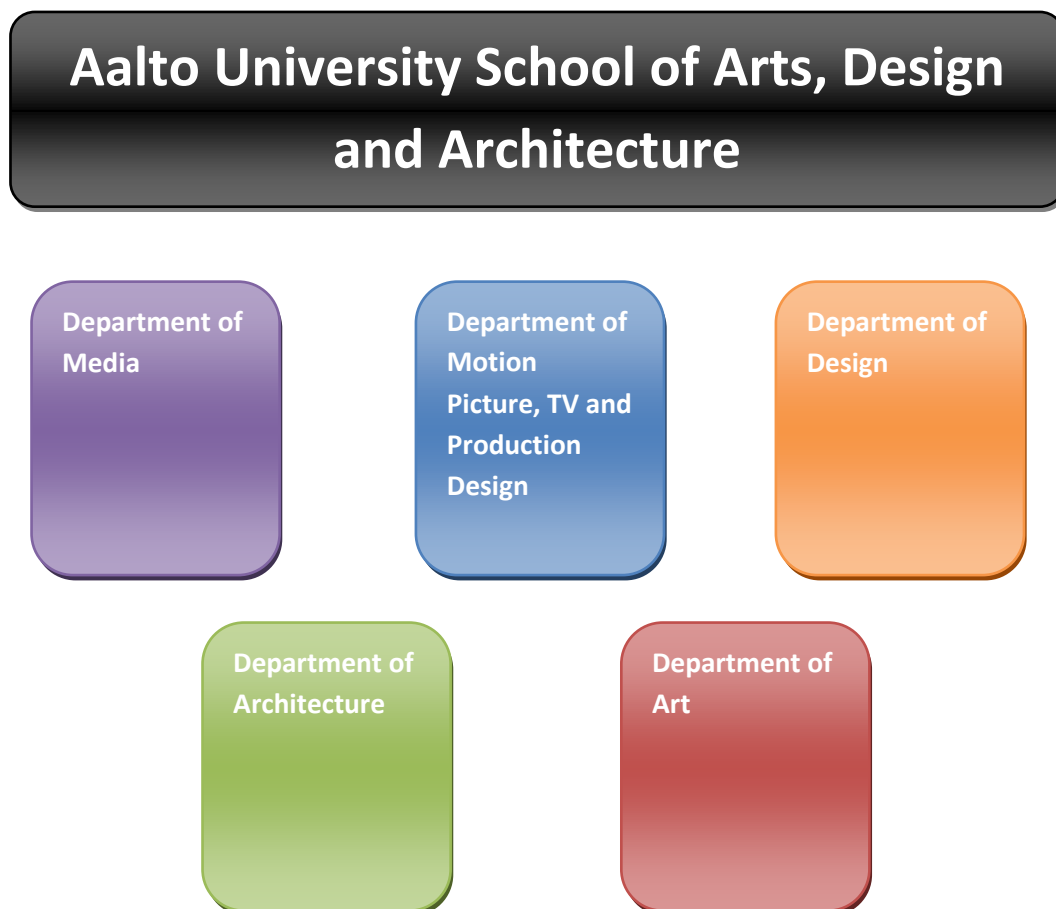 Aalto University School of Arts, Design
and Architecture
Department of
Media
Department of
Motion
Picture, TV and
Production
Design
Department of
Design
Department of
Architecture
Department of
Art